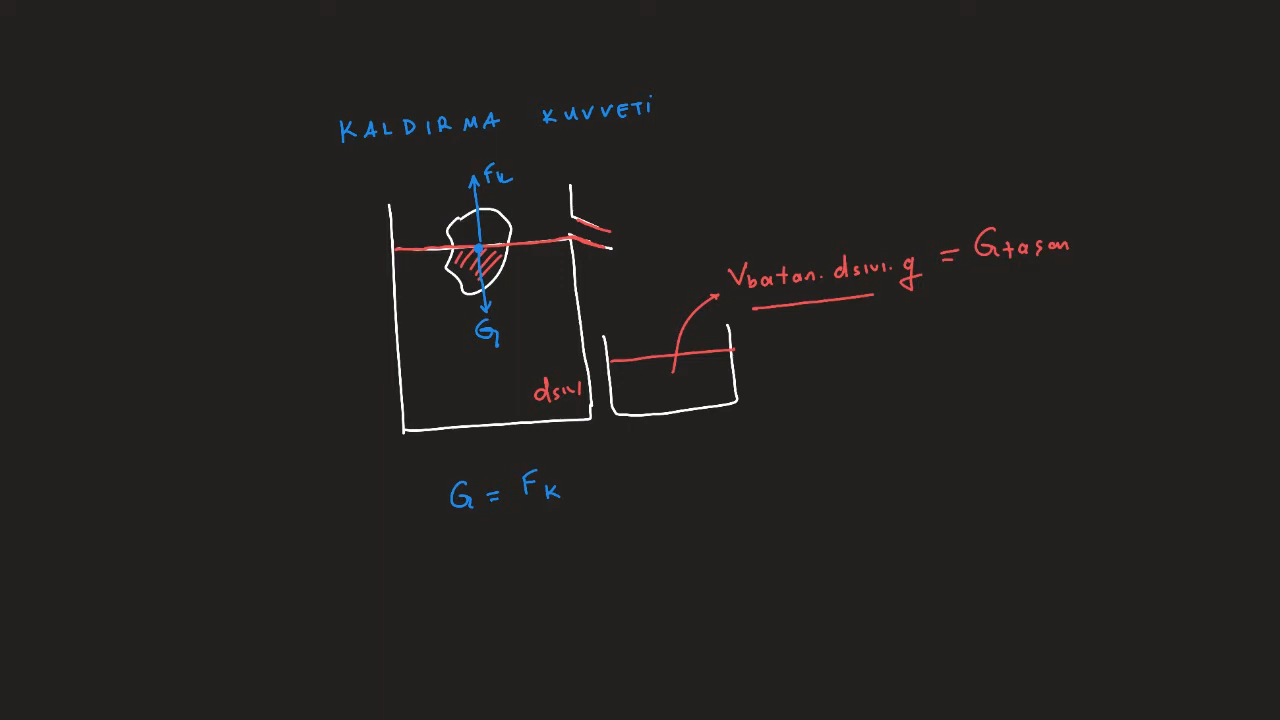 KALDIRMA KUVVETİ
Fk
G
dsıvı
Vbatan. dsıvı. g = Gtaşan
G = FK